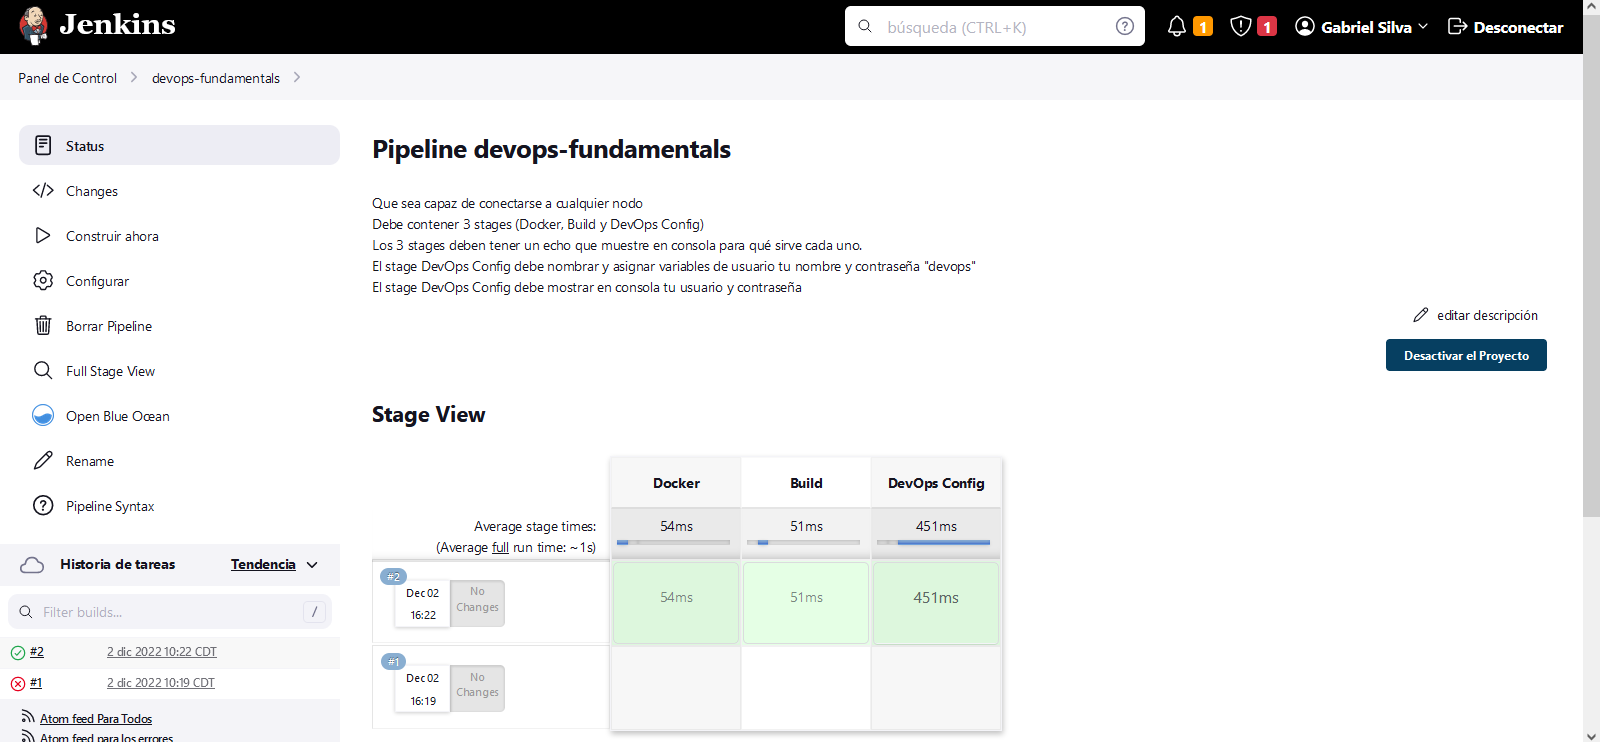 Jenkins
búsqueda (CTRL+K)
1
1
Gabriel Silva
Desconectar
Panel de Control
devops-fundamentals
Status
Changes
Construir ahora
Configurar
Borrar Pipeline
Full Stage View
Open Blue Ocean
Rename
Pipeline Syntax
Historia de tareas
Tendencia
Filter builds...
/
#2
2 dic 2022 10:22 CDT
#1
2 dic 2022 10:19 CDT
Atom feed Para Todos
Atom feed para los errores
Pipeline devops-fundamentals
Que sea capaz de conectarse a cualquier nodo
Debe contener 3 stages (Docker, Build y DevOps Config)
Los 3 stages deben tener un echo que muestre en consola para qué sirve cada uno.
El stage DevOps Config debe nombrar y asignar variables de usuario tu nombre y contraseña "devops"
El stage DevOps Config debe mostrar en consola tu usuario y contraseña
editar descripción
Desactivar el Proyecto
Stage View
Docker
Build
DevOps Config
Average stage times:
(Average full run time: ~1s)
54ms
51ms
451ms
#2
Dec 02
16:22
No
Changes
54ms
51ms
451ms
#1
Dec 02
16:19
No
Changes